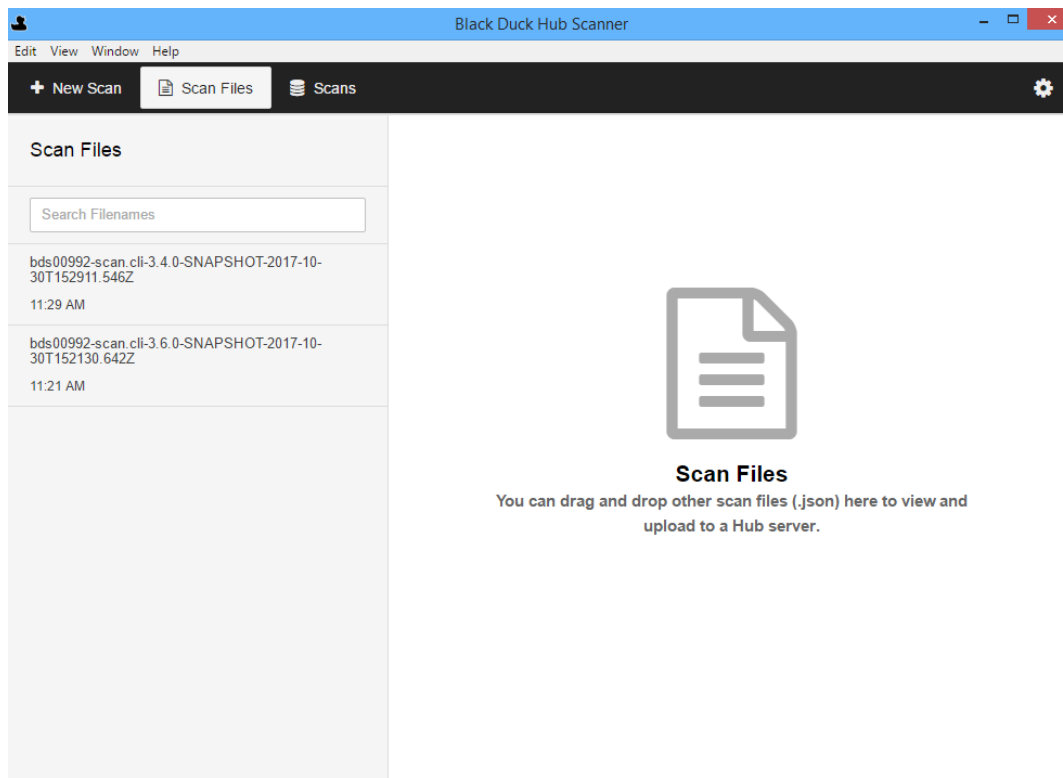 Black Duck Hub Scanner
Edit View Window Help
New Scan Scan Files Scans
Scan Files
Search Filenames
bds00992-scan.cli-3.4.0-SNAPSHOT-2017-10-
30T152911.546Z
11:29 AM
bds00992-scan.cli-3.6.0-SNAPSHOT-2017-10-
30T152130.642Z
11:21 AM
Scan Files
You can drag and drop other scan files (.json) here to view and
upload to a Hub server.